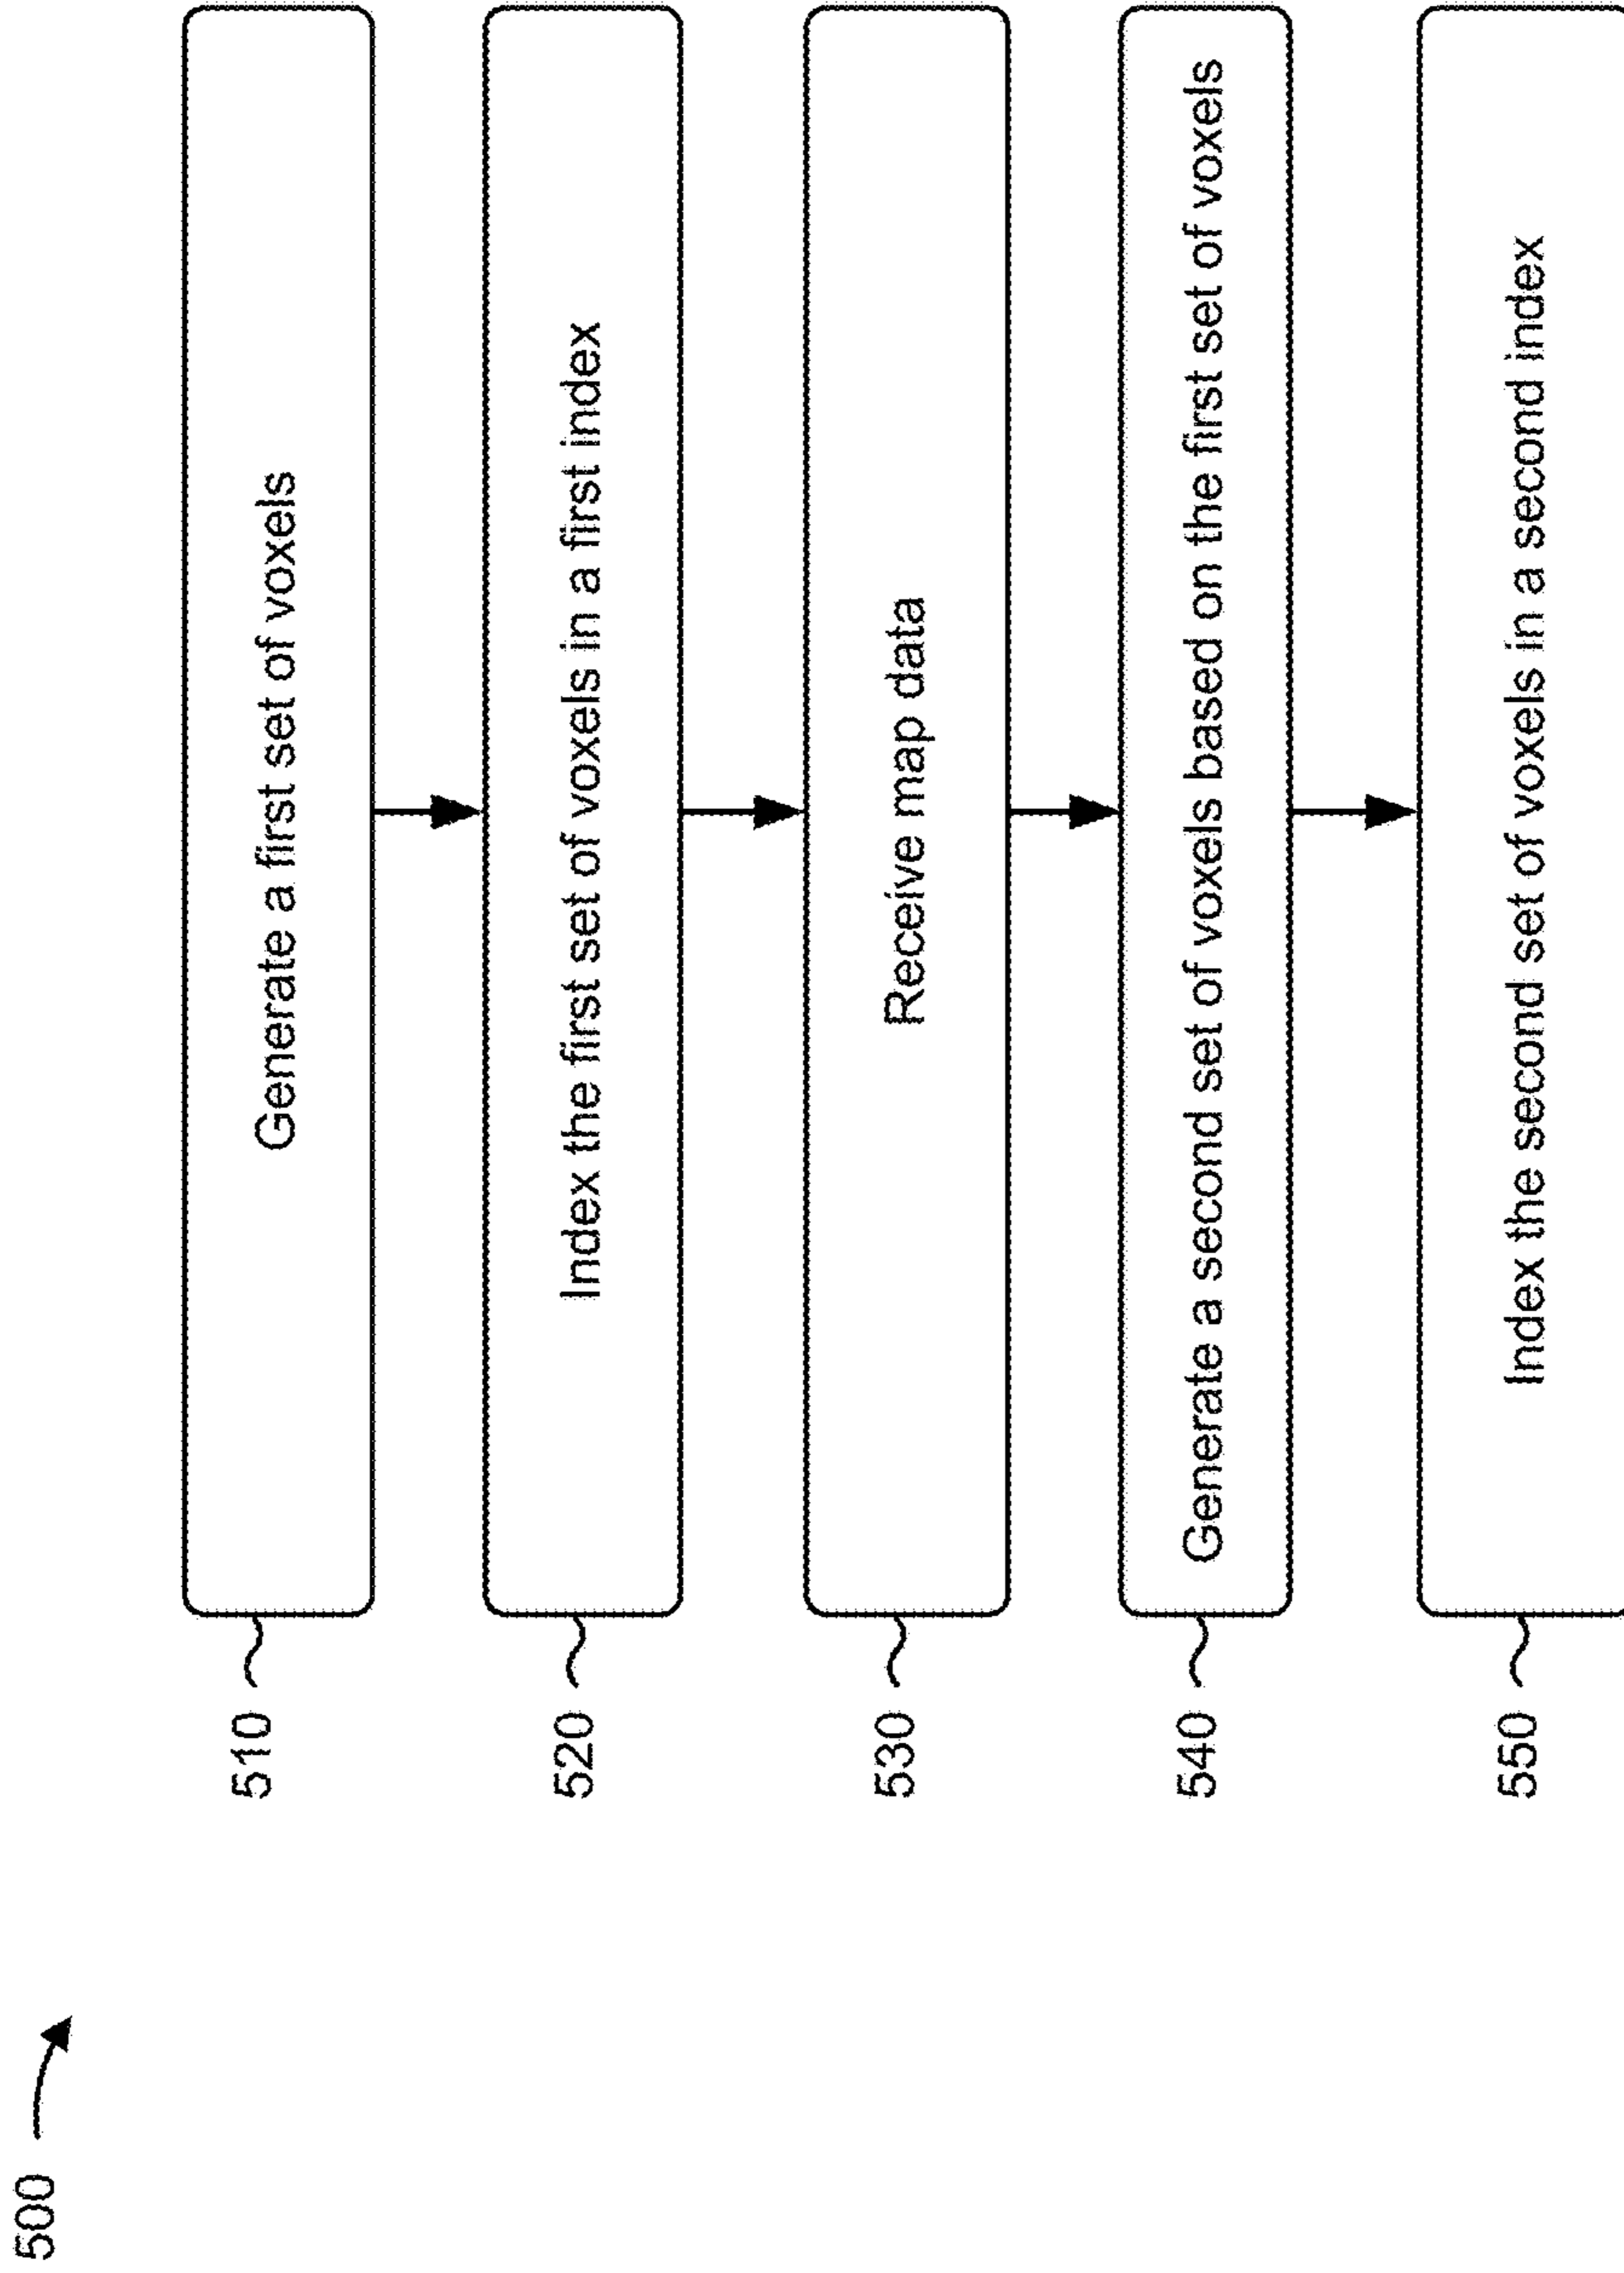 500
510
Generate a first set of voxels
520
Index the first set of voxels in a first index
530
Receive map data
540
Generate a second set of voxels based on the first set of voxels
550
Index the second set of voxels in a second index